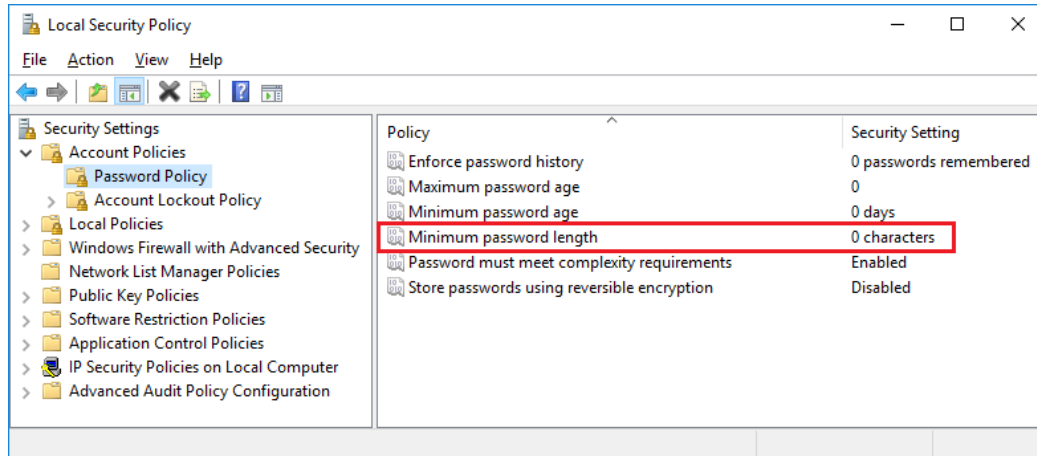 Local Security Policy
File Action View Help
Security Settings
Account Policies
Password Policy
Account Lockout Policy
Local Policies
Windows Firewall with Advanced Security
Network List Manager Policies
Public Key Policies
Software Restriction Policies
Application Control Policies
IP Security Policies on Local Computer
Advanced Audit Policy Configuration
Policy Security Setting
Enforce password history 0 passwords remembered
Maximum password age 0
Minimum password age 0 days
Minimum password length 0 characters
Password must meet complexity requirements Enabled
Store passwords using reversible encryption Disabled